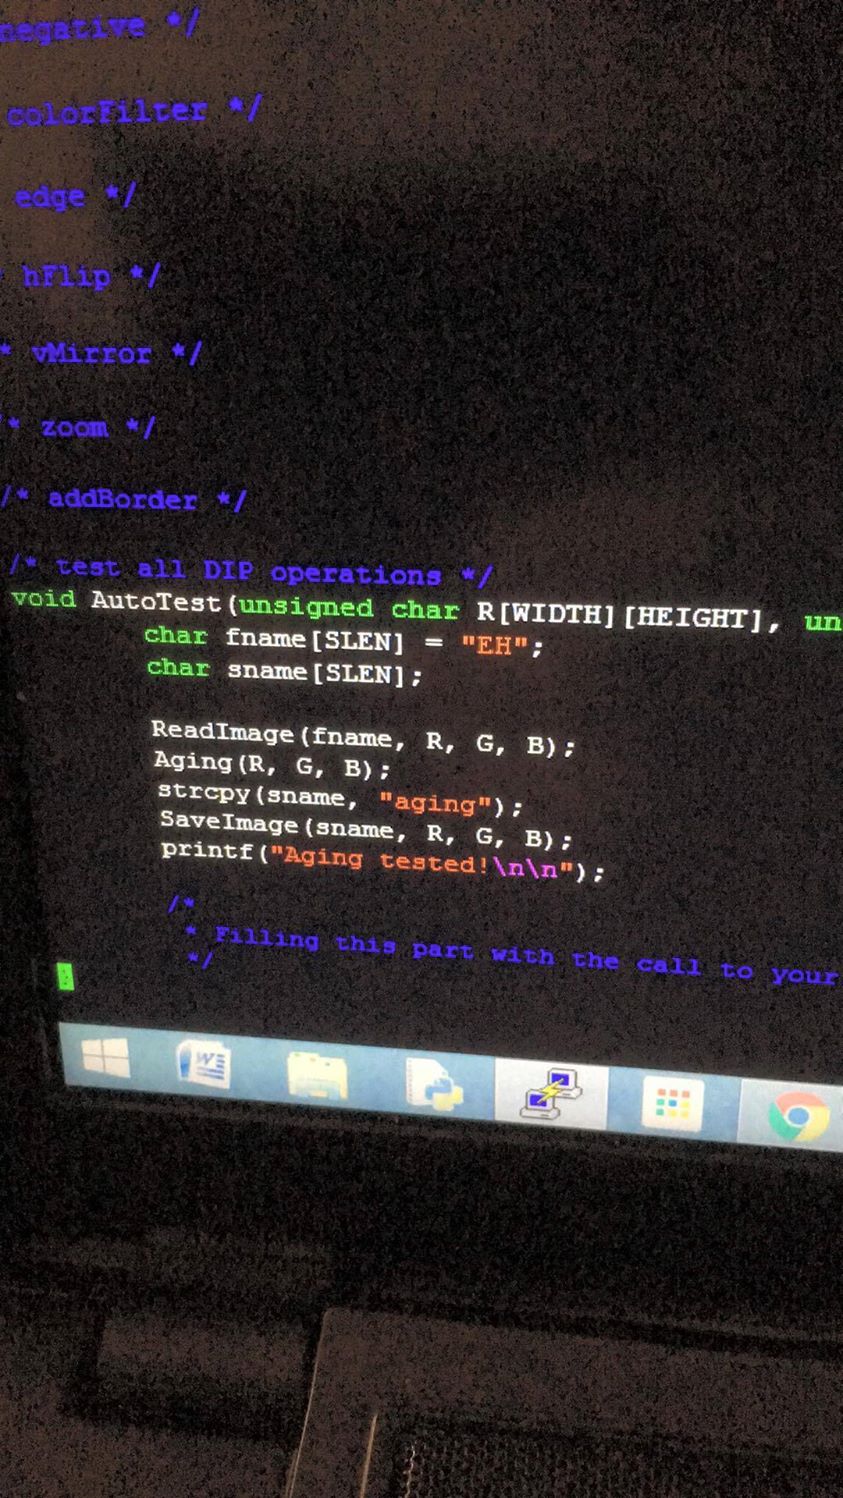 negative */
colorFilter */
edge */
hFlip */
* vMirror */
/* zoom */
/* addBorder */
/* test all DIP operations */
void AutoTest(unsigned char R[WIDTH][HEIGHT], un
char fname[SLEN] = "EH";
char sname[SLEN];
ReadImage(fname, R, G, B);
Aging(R, G, B);
strcpy(sname, "aging");
SaveImage(sname, R, G, B);
printf("Aging tested!\n\n");
/*
* Filling this part with the call to your
*/